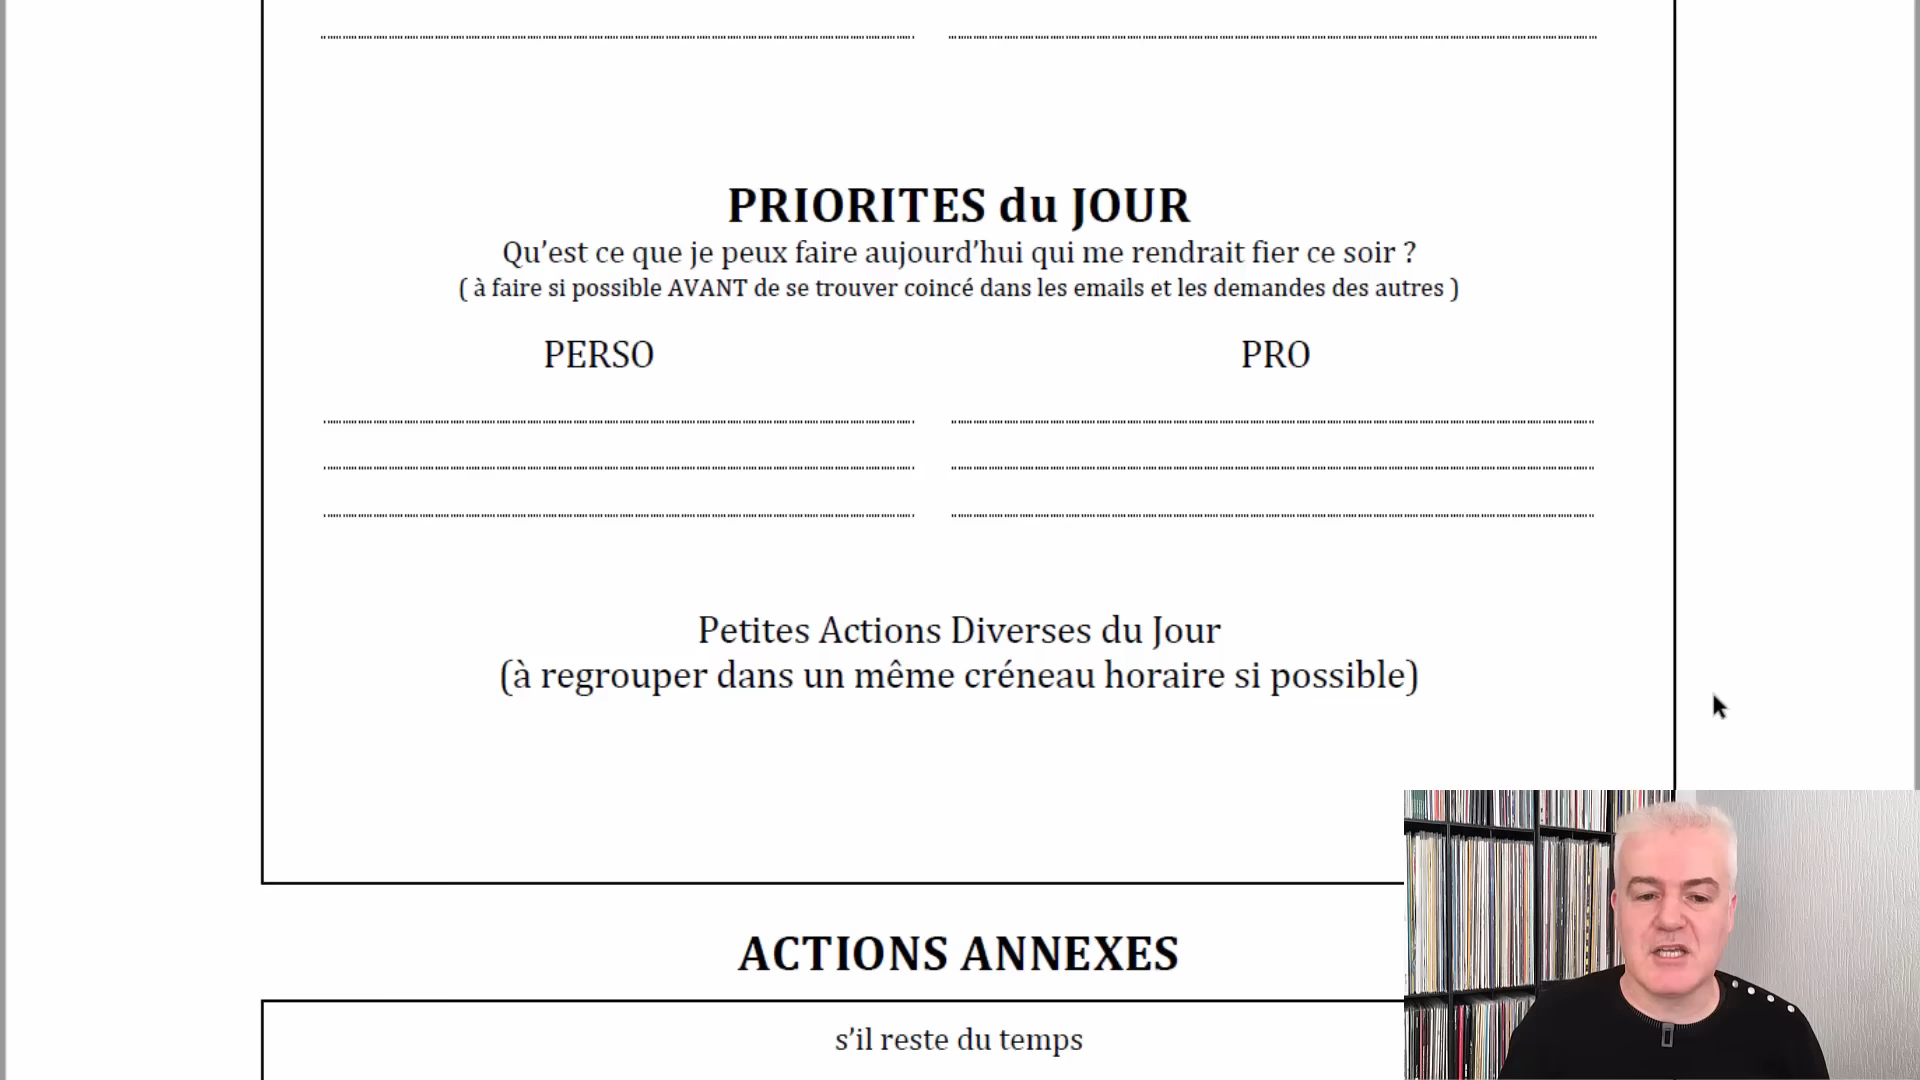 PRIORITES du JOUR
Qu’est ce que je peux faire aujourd’hui qui me rendrait fier ce soir ?
( à faire si possible AVANT de se trouver coincé dans les emails et les demandes des autres )
PERSO PRO
Petites Actions Diverses du Jour
(à regrouper dans un même créneau horaire si possible)
ACTIONS ANNEXES
s’il reste du temps